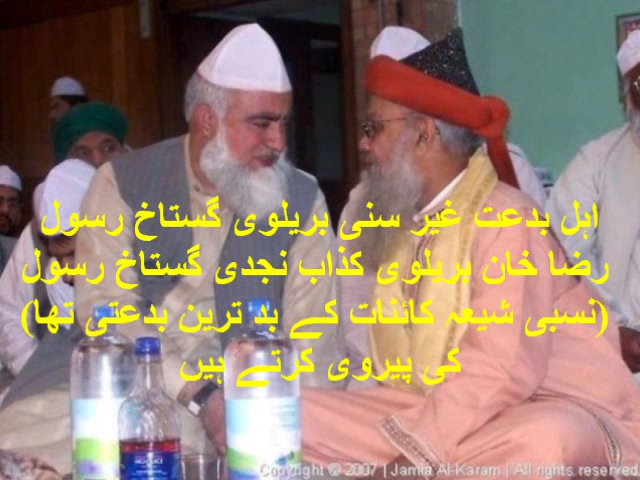 اہل بدعت غیر سنی بریلوی گستاخ رسول
رضا خان بریلوی کذاب نجدی گستاخ رسول
(نسبی شیعہ کائنات کے بد ترین بدعتی تھا)
کی پیروی کرتے ہیں
Copyright © 2007 | Jamia Al-Karam | All rights reserved